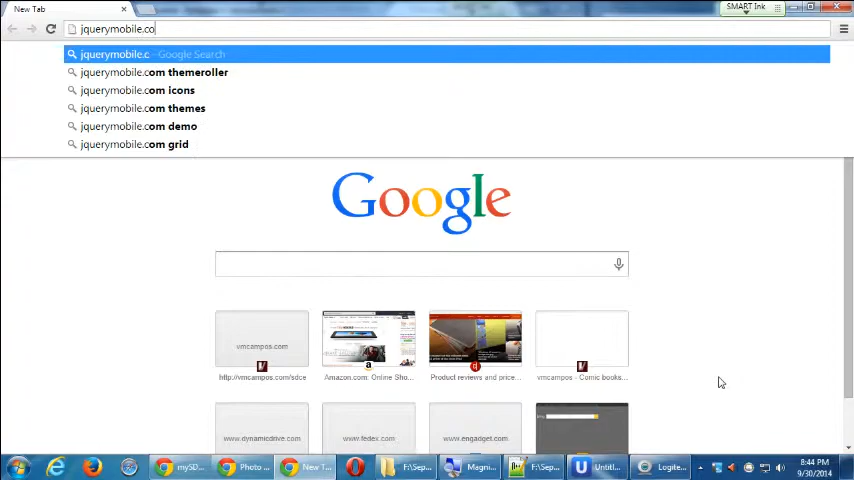 New Tab
SMART Ink
jquerymobile.co
jquerymobile.c - Google Search
jquerymobile.com themeroller
jquerymobile.com icons
jquerymobile.com themes
jquerymobile.com demo
jquerymobile.com grid
Google
vmcampos.com
http://vmcampos.com/sdce
Amazon.com: Online Sho...
Product reviews and price...
vmcampos - Comic books...
www.dynamicdrive.com
www.fedex.com
www.engadget.com
mySD...
Photo ...
New T...
F:\Sep...
Magni...
F:\Sep...
Untitl...
Logite...
8:44 PM
9/30/2014